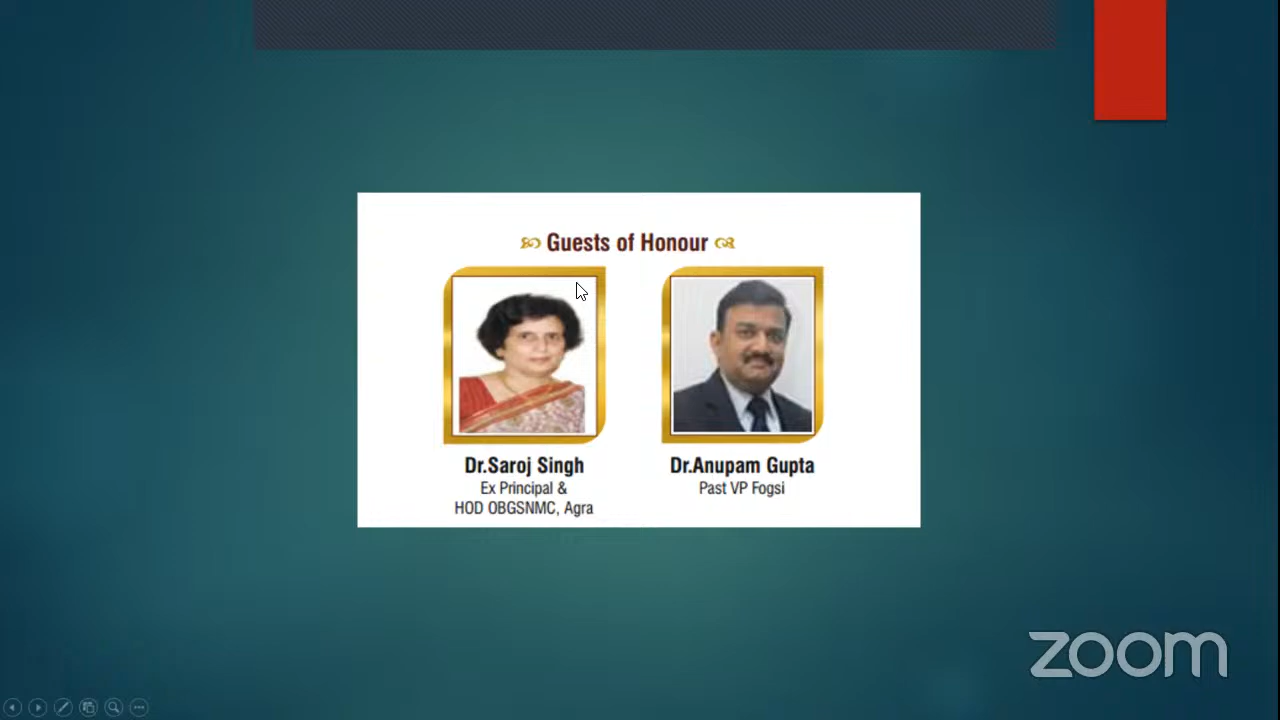 Guests of Honour
Dr.Saroj Singh
Ex Principal &
HOD OBGSNMC, Agra
Dr.Anupam Gupta
Past VP Fogsi
zoom